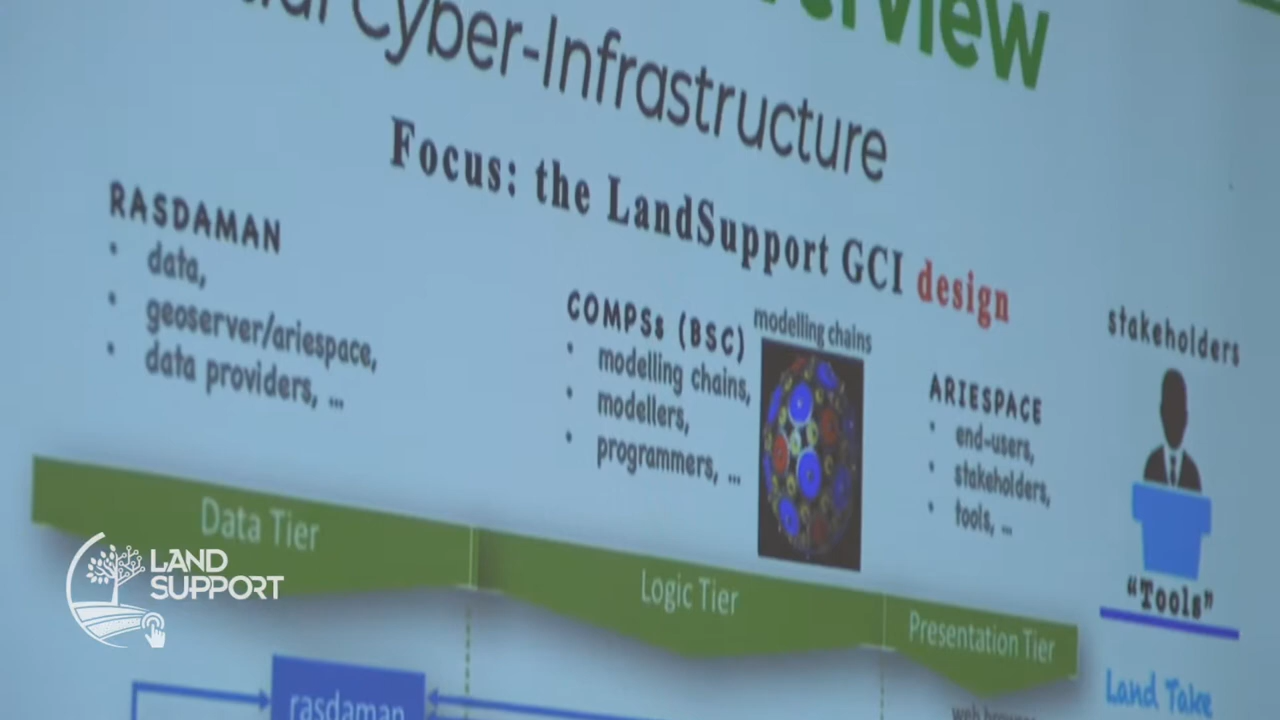 Cyber-Infrastructure
Focus: the LandSupport GCI design
RASDAMAN
• data,
• geoserver/ariespace,
• data providers, ...
COMPSs (BSC)
• modelling chains,
• modellers,
• programmers, ...
modelling chains
ARIESPACE
• end-users,
• stakeholders,
• tools, ...
stakeholders
"Tools"
Data Tier
Logic Tier
Presentation Tier
LAND
SUPPORT
rasdaman
Land Take